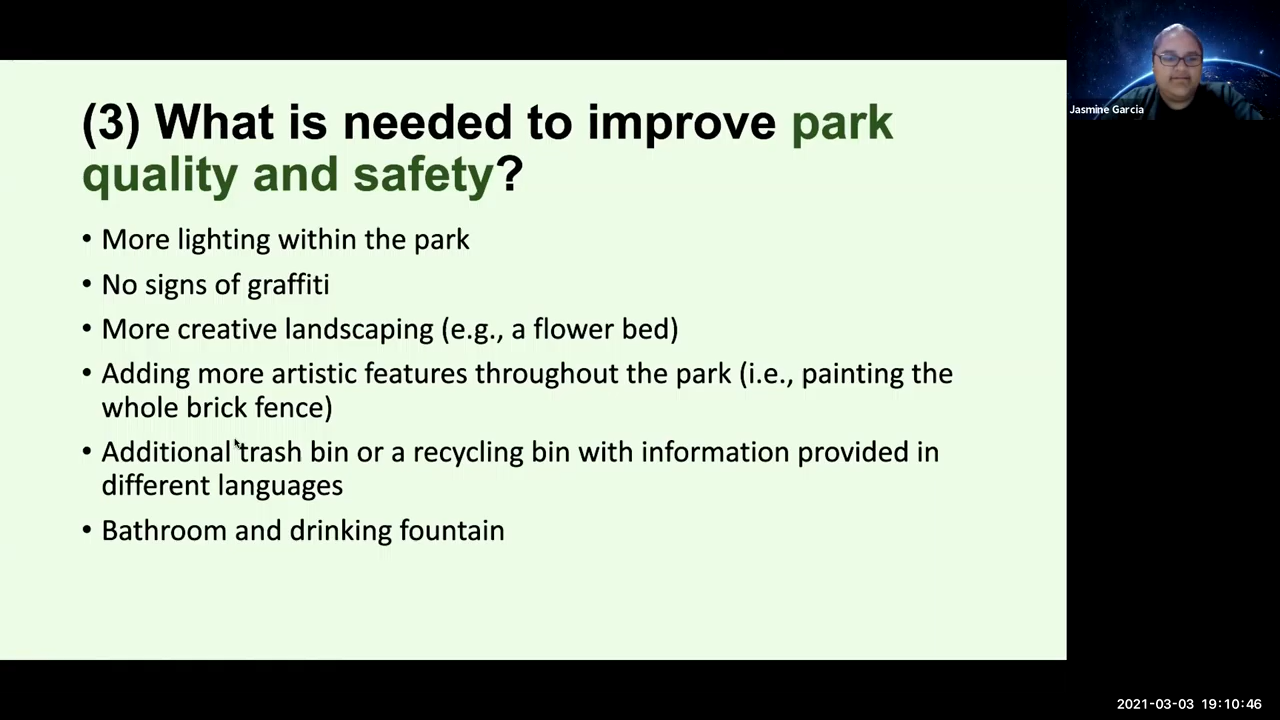 (3) What is needed to improve park
quality and safety?
• More lighting within the park
• No signs of graffiti
• More creative landscaping (e.g., a flower bed)
• Adding more artistic features throughout the park (i.e., painting the
whole brick fence)
• Additional trash bin or a recycling bin with information provided in
different languages
• Bathroom and drinking fountain
Jasmine Garcia
2021-03-03 19:10:46